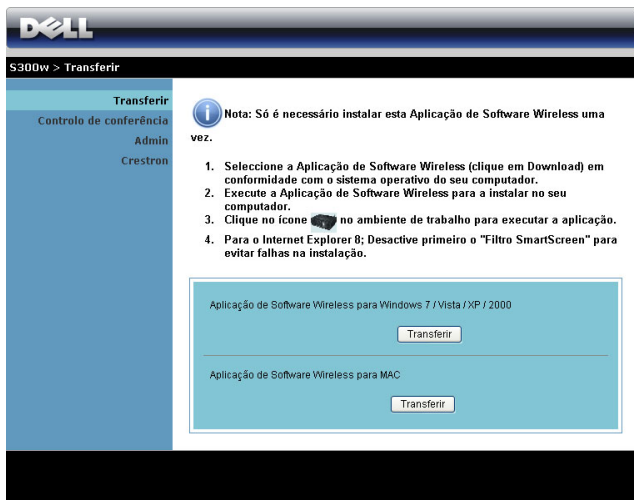 DELL
S300w > Transferir
Transferir
Controlo de conferência
Admin
Crestron
Nota: Só é necessário instalar esta Aplicação de Software Wireless uma
vez.
1. Seleccione a Aplicação de Software Wireless (clique em Download) em
conformidade com o sistema operativo do seu computador.
2. Execute a Aplicação de Software Wireless para a instalar no seu
computador.
3. Clique no ícone no ambiente de trabalho para executar a aplicação.
4. Para o Internet Explorer 8; Desactive primeiro o "Filtro SmartScreen" para
evitar falhas na instalação.
Aplicação de Software Wireless para Windows 7 / Vista / XP / 2000
Transferir
Aplicação de Software Wireless para MAC
Transferir